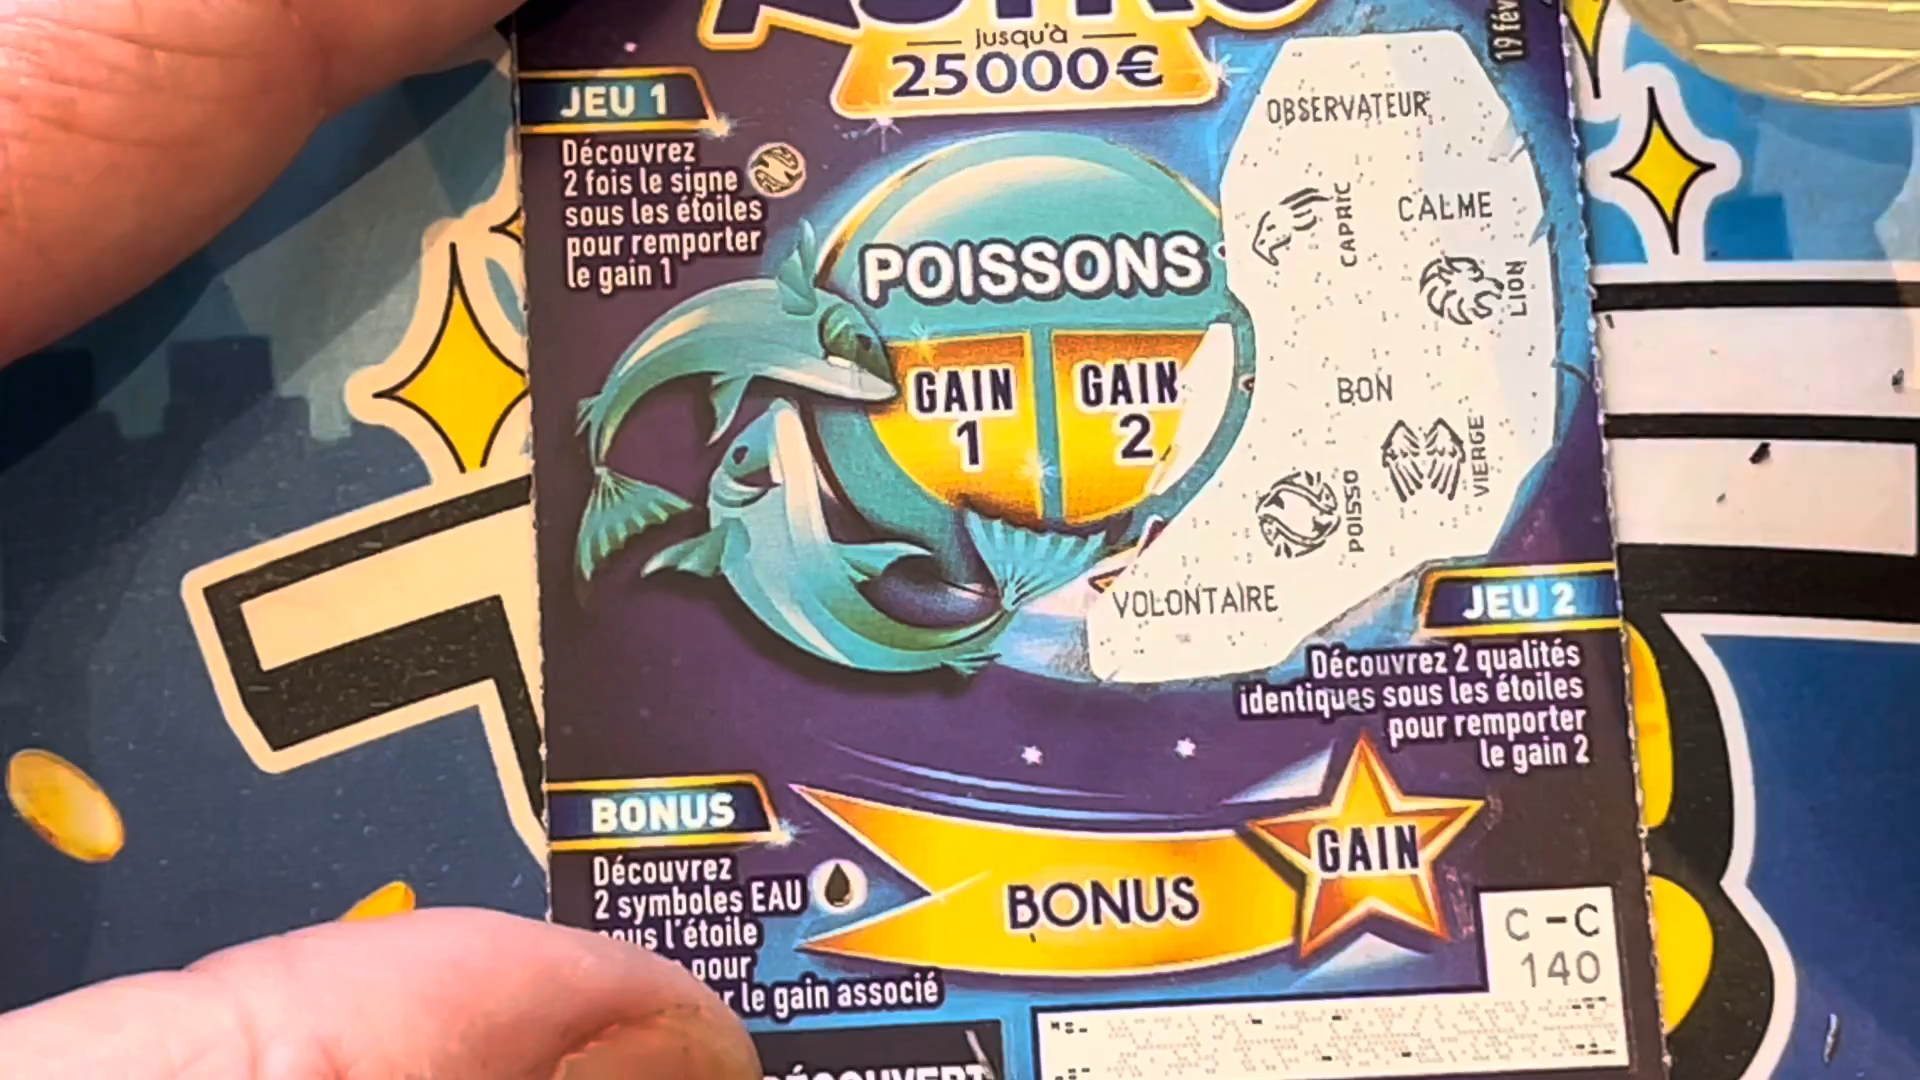 ASTRO
jusqu'à
25000€
19 fév
JEU 1
Découvrez
2 fois le signe
sous les étoiles
pour remporter
le gain 1
POISSONS
GAIN
1
GAIN
2
OBSERVATEUR
CAPRIC
CALME
LION
BON
VIERGE
POISSO
VOLONTAIRE
JEU 2
Découvrez 2 qualités
identiques sous les étoiles
pour remporter
le gain 2
BONUS
Découvrez
2 symboles EAU
l'étoile
pour
le gain associé
BONUS
GAIN
C-C
140